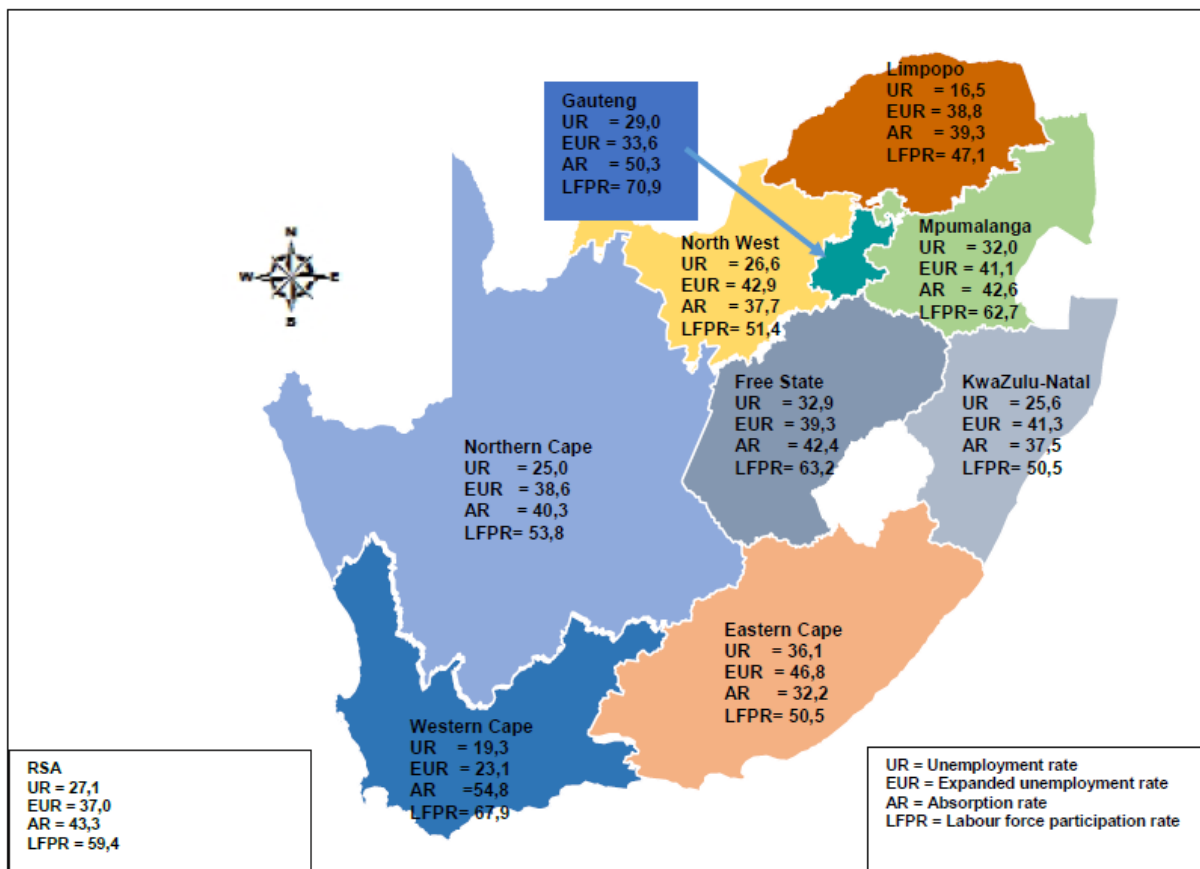 Limpopo
UR = 16,5
EUR = 38,8
AR = 39,3
LFPR= 47,1
Gauteng
UR = 29,0
EUR = 33,6
AR = 50,3
LFPR= 70,9
Mpumalanga
UR = 32,0
EUR = 41,1
AR = 42,6
LFPR= 62,7
North West
UR = 26,6
EUR = 42,9
AR = 37,7
LFPR= 51,4
N
W
E
S
Free State
UR = 32,9
EUR = 39,3
AR = 42,4
LFPR= 63,2
KwaZulu-Natal
UR = 25,6
EUR = 41,3
AR = 37,5
LFPR= 50,5
Northern Cape
UR = 25,0
EUR = 38,6
AR = 40,3
LFPR= 53,8
Eastern Cape
UR = 36,1
EUR = 46,8
AR = 32,2
LFPR= 50,5
Western Cape
UR = 19,3
EUR = 23,1
AR =54,8
LFPR= 67,9
RSA
UR = 27,1
EUR = 37,0
AR = 43,3
LFPR = 59,4
UR = Unemployment rate
EUR = Expanded unemployment rate
AR = Absorption rate
LFPR = Labour force participation rate